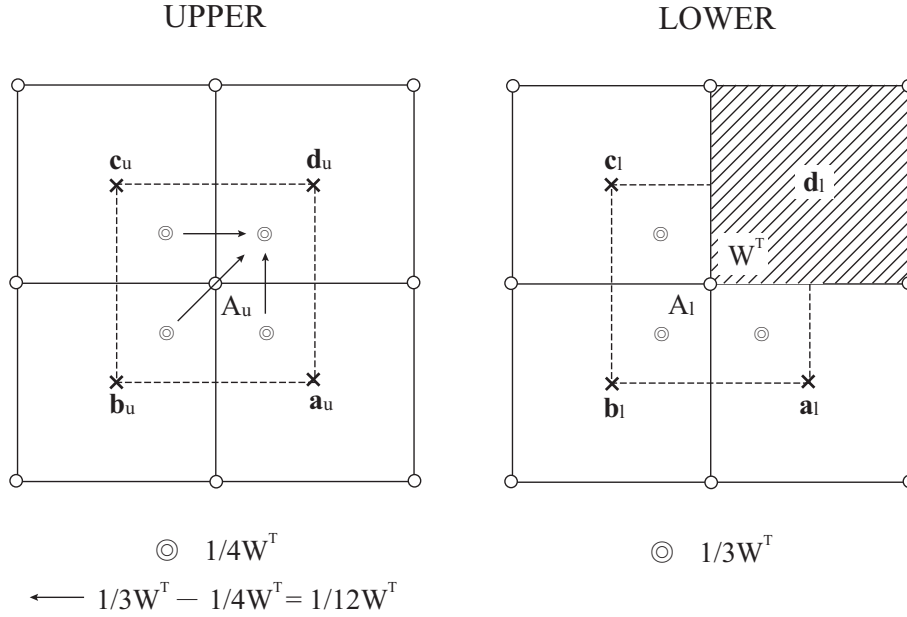 UPPER
LOWER
cu
du
Au
bu
au
cl
dl
W^T
Al
bl
al
◎ 1/4W^T
1/3W^T — 1/4W^T = 1/12W^T
◎ 1/3W^T